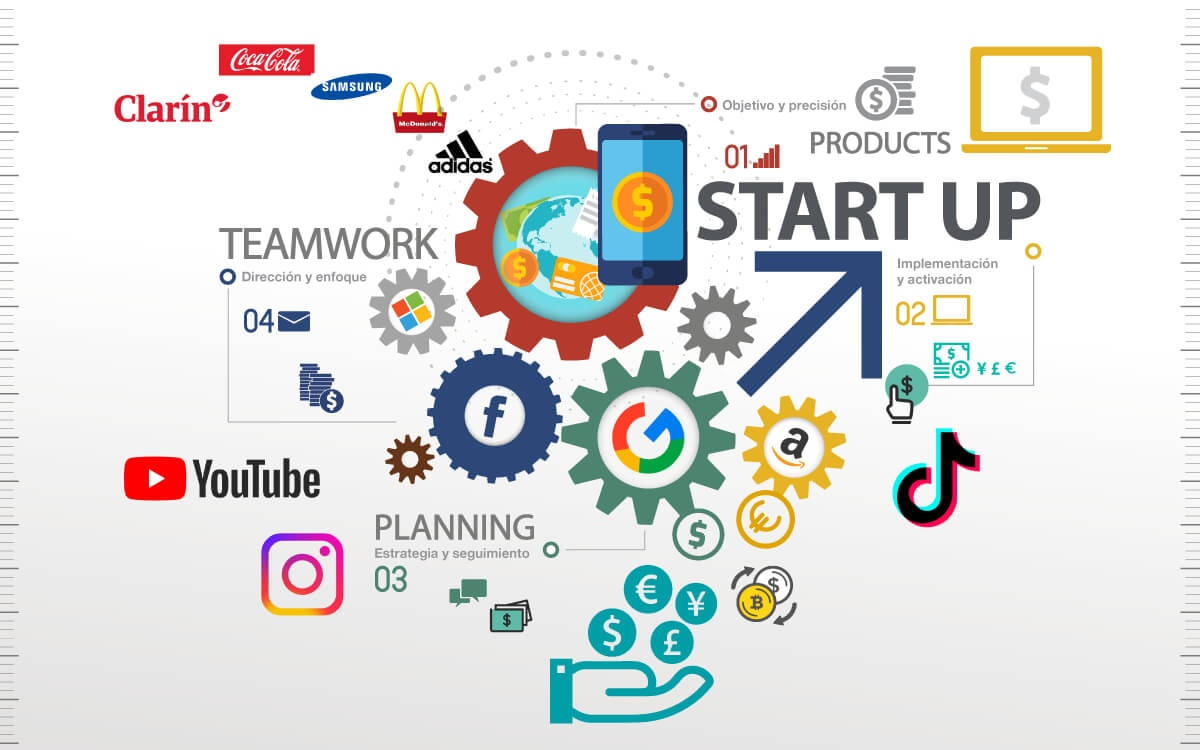 Coca-Cola
SAMSUNG
Clarín
McDonald's
adidas
Objetivo y precisión
01
$
PRODUCTS
$
$
START UP
TEAMWORK
Dirección y enfoque
04
$
$
Implementación
y activación
02
$
¥ £ €
$
f
G
a
YouTube
PLANNING
Estrategia y seguimiento
03
$
$
€
€
¥
$
£
$
₿